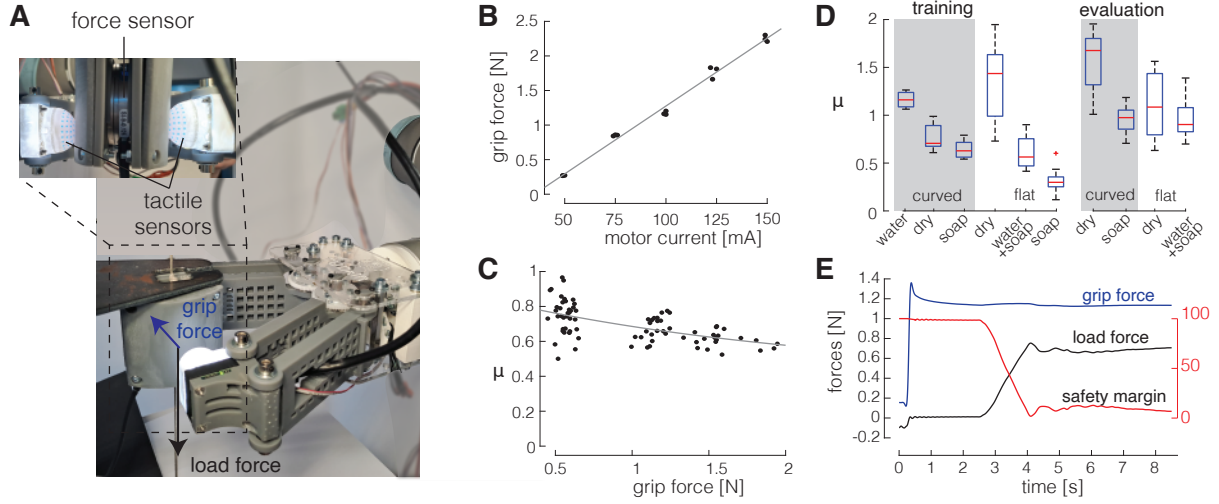 A
force sensor
tactile
sensors
grip
force
load force
B
grip force [N]
2.5
2
1.5
1
0.5
0
50
75
100
125
150
motor current [mA]
C
μ
1
0.8
0.6
0.4
0.2
0
0.5
1
1.5
2
grip force [N]
D
training
evaluation
μ
2
1.5
1
0.5
0
curved
flat
curved
flat
water
dry
soap
dry
water
+soap
soap
dry
soap
dry
water
+soap
E
forces [N]
1.4
1.2
1.0
0.8
0.6
0.4
0.2
0
-0.2
grip force
load force
safety margin
100
50
0
0
1
2
3
4
5
6
7
8
time [s]